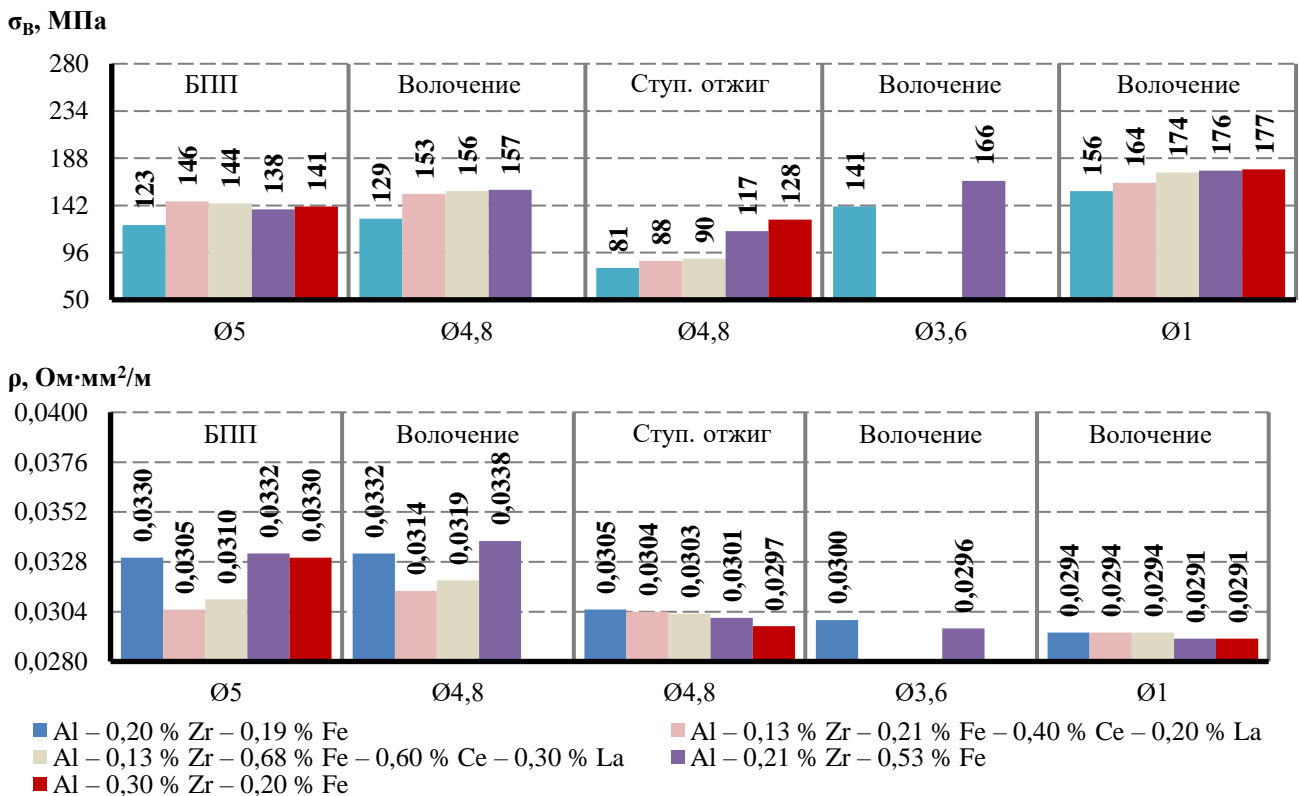 σВ, МПа
280
234
188
142
96
50
БПП
Волочение
Ступ. отжиг
Волочение
Волочение
123
146
144
138
141
129
153
156
157
81
88
90
117
128
141
166
156
164
174
176
177
Ø5
Ø4,8
Ø4,8
Ø3,6
Ø1
ρ, Ом·мм²/м
0,0400
0,0376
0,0352
0,0328
0,0304
0,0280
БПП
Волочение
Ступ. отжиг
Волочение
Волочение
0,0330
0,0305
0,0310
0,0332
0,0330
0,0332
0,0314
0,0319
0,0338
0,0305
0,0304
0,0303
0,0301
0,0297
0,0300
0,0296
0,0294
0,0294
0,0294
0,0291
0,0291
Ø5
Ø4,8
Ø4,8
Ø3,6
Ø1
Al – 0,20 % Zr – 0,19 % Fe
Al – 0,13 % Zr – 0,21 % Fe – 0,40 % Ce – 0,20 % La
Al – 0,13 % Zr – 0,68 % Fe – 0,60 % Ce – 0,30 % La
Al – 0,21 % Zr – 0,53 % Fe
Al – 0,30 % Zr – 0,20 % Fe